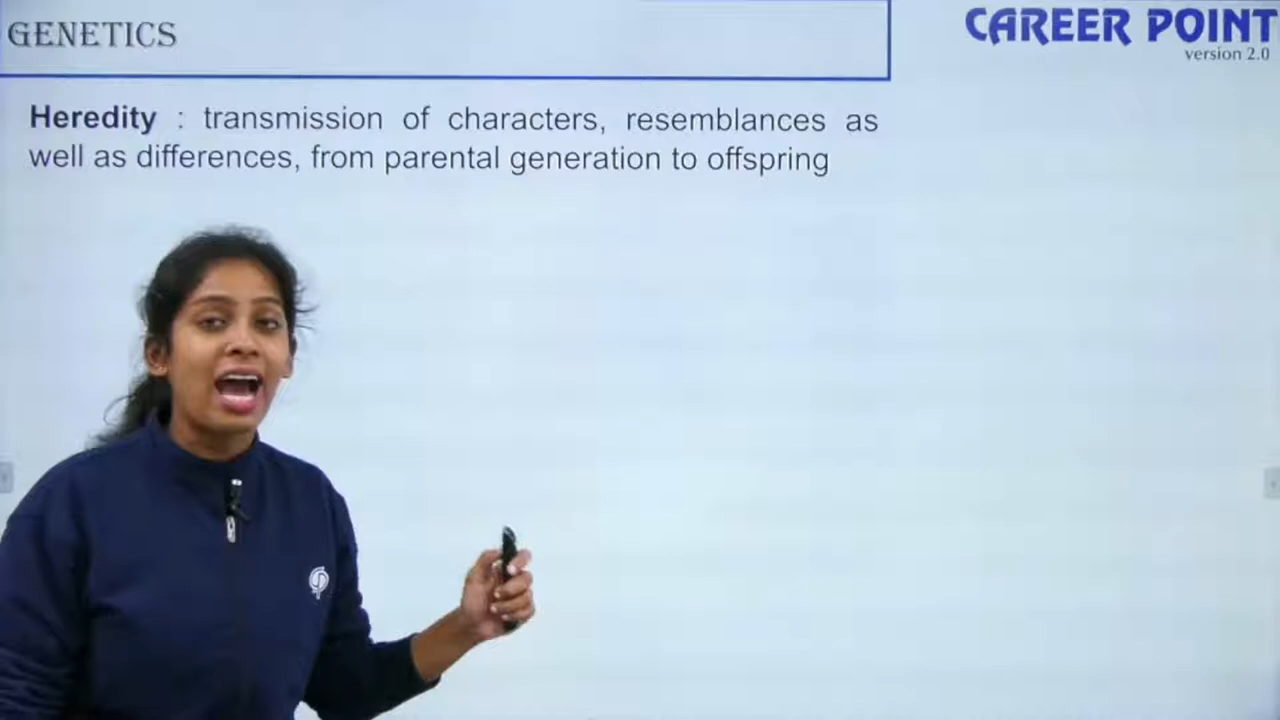 GENETICS
CAREER POINT
version 2.0
Heredity : transmission of characters, resemblances as
well as differences, from parental generation to offspring